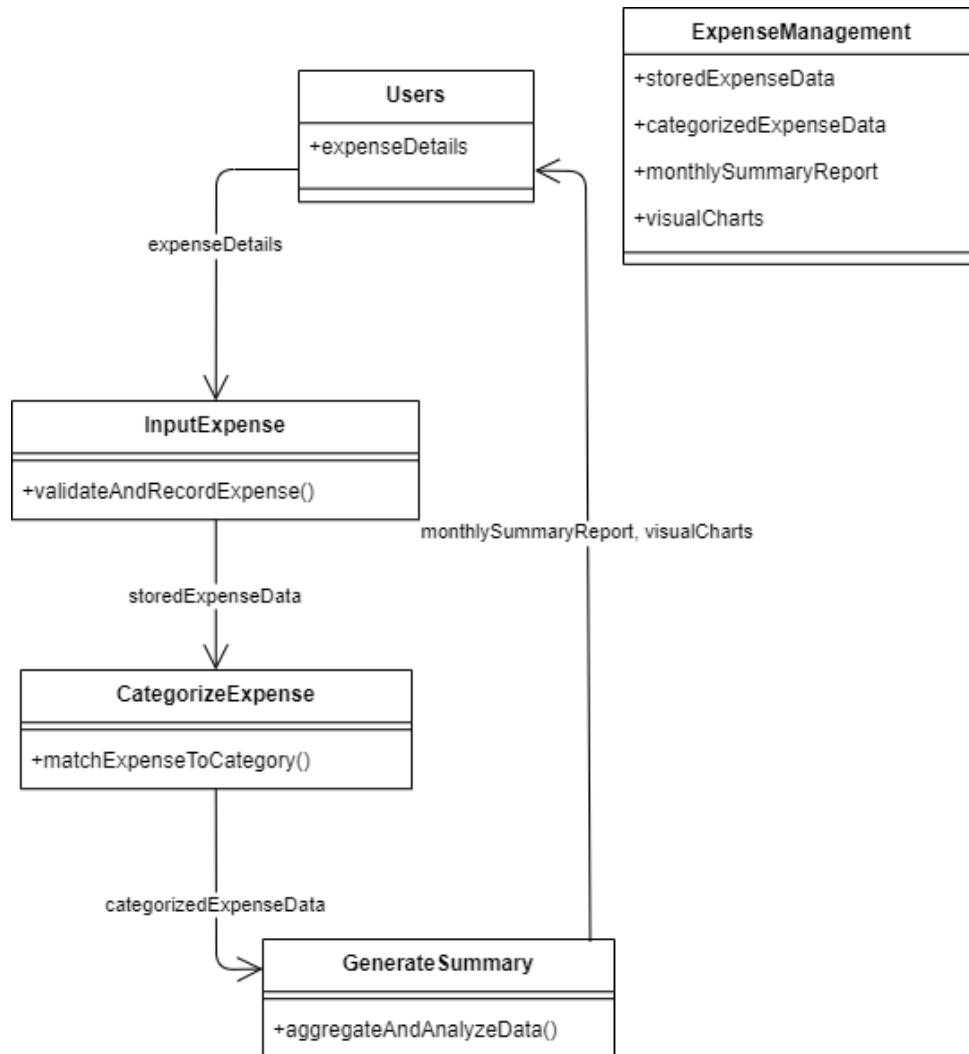 ExpenseManagement
+storedExpenseData
+categorizedExpenseData
+monthlySummaryReport
+visualCharts
Users
+expenseDetails
expenseDetails
InputExpense
+validateAndRecordExpense()
monthlySummaryReport, visualCharts
storedExpenseData
CategorizeExpense
+matchExpenseToCategory()
categorizedExpenseData
GenerateSummary
+aggregateAndAnalyzeData()